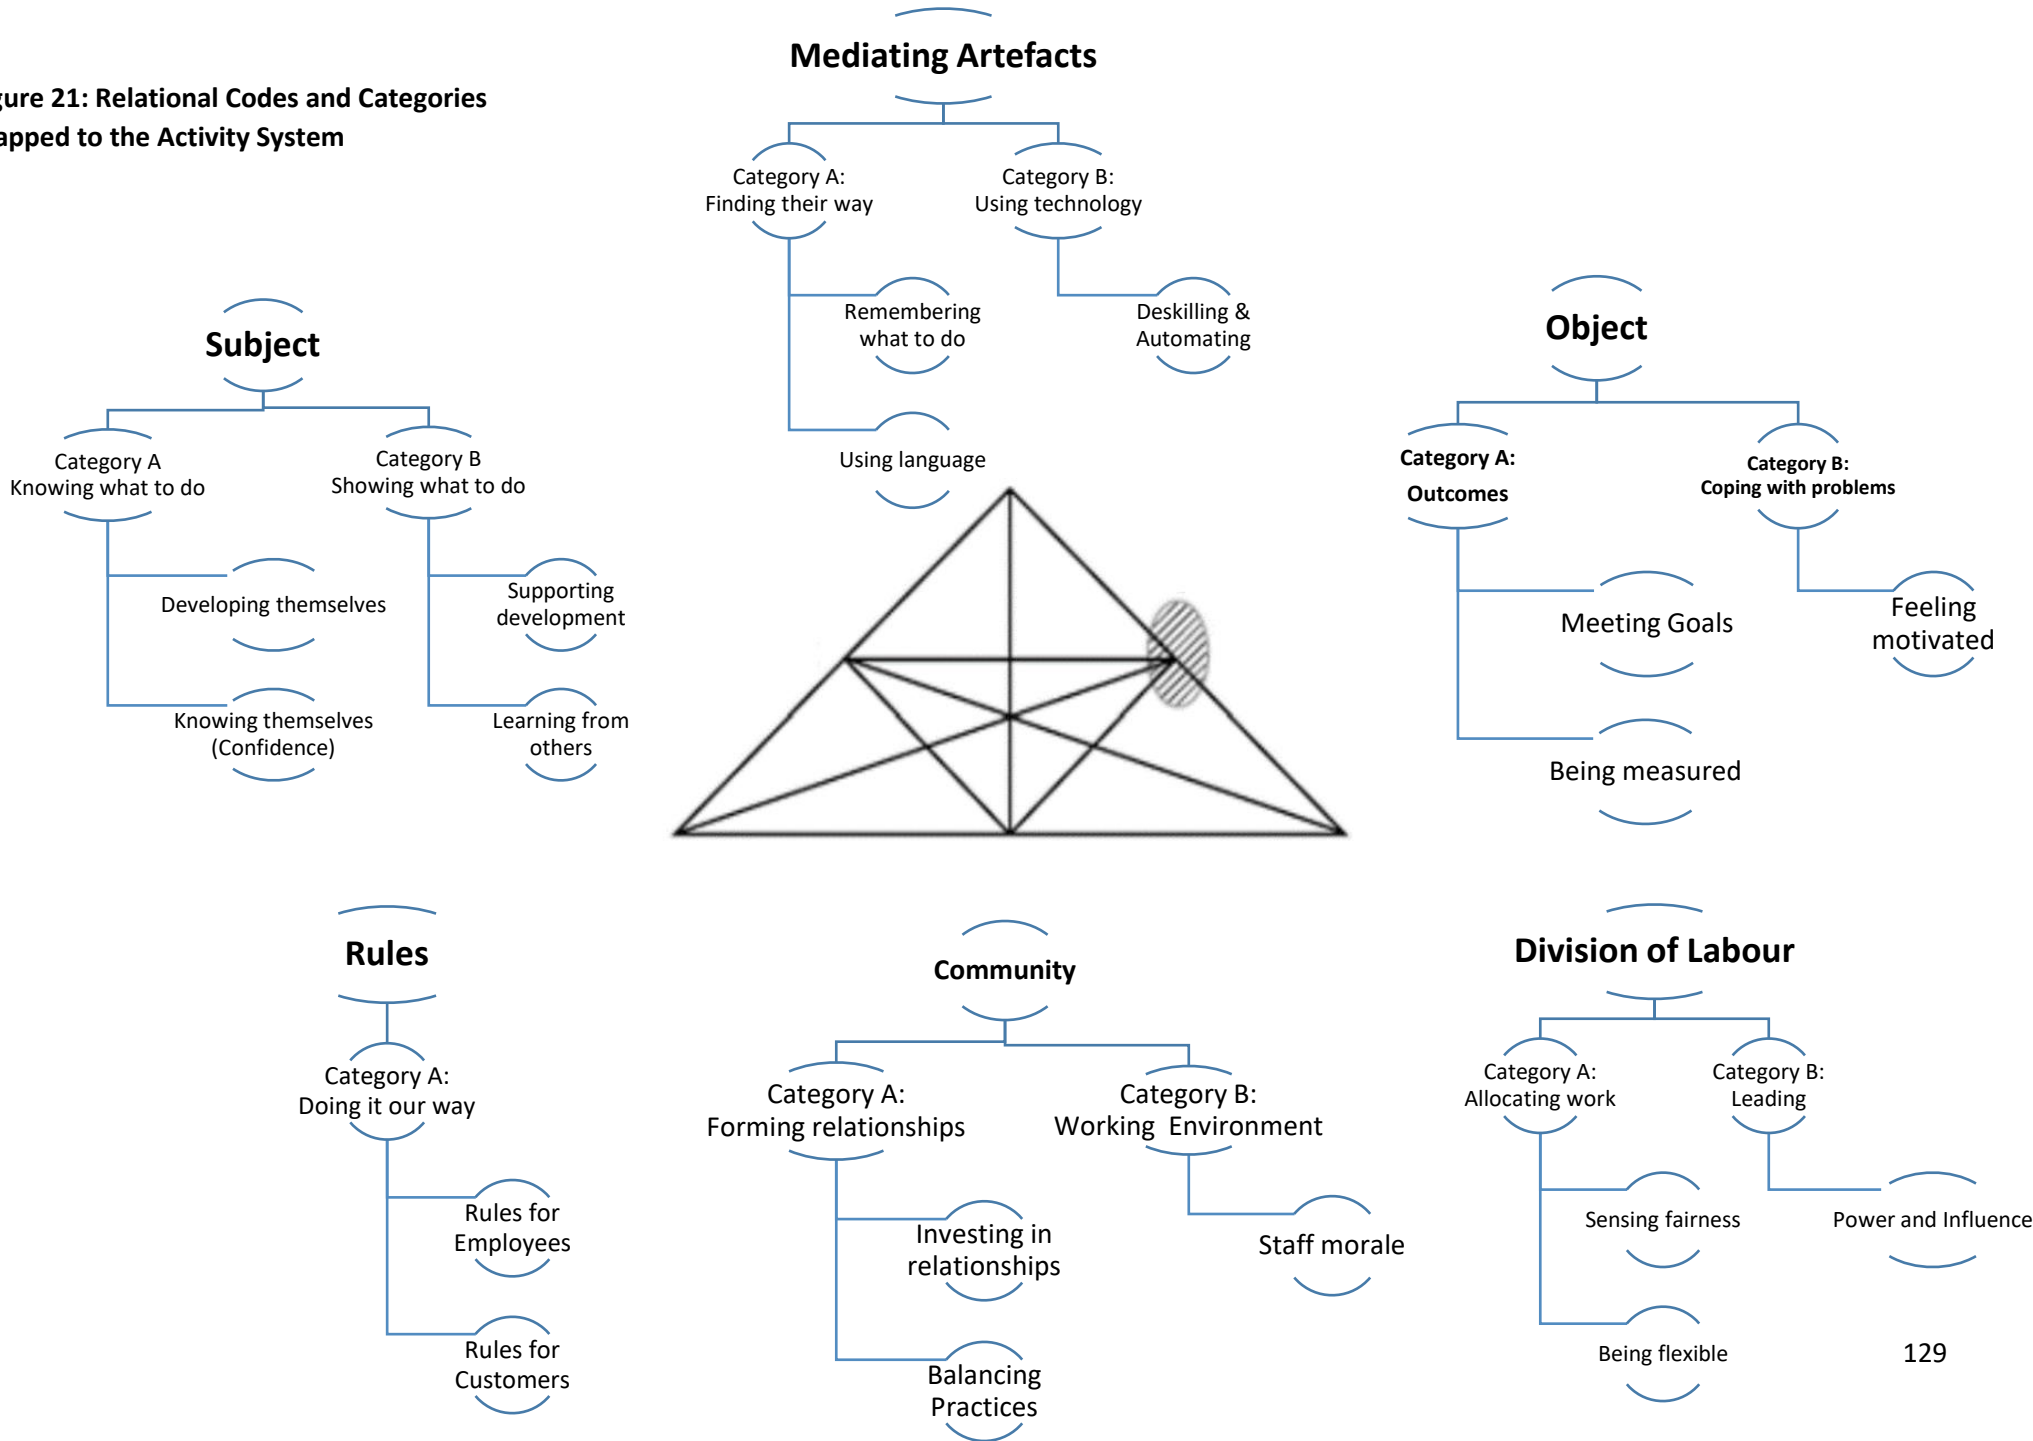 gure 21: Relational Codes and Categories
apped to the Activity System
Mediating Artefacts
Category A:
Finding their way
Category B:
Using technology
Remembering
what to do
Deskilling &
Automating
Using language
Subject
Category A
Knowing what to do
Category B
Showing what to do
Developing themselves
Supporting
development
Knowing themselves
(Confidence)
Learning from
others
Object
Category A:
Outcomes
Category B:
Coping with problems
Meeting Goals
Feeling
motivated
Being measured
Rules
Category A:
Doing it our way
Rules for
Employees
Rules for
Customers
Community
Category A:
Forming relationships
Category B:
Working Environment
Investing in
relationships
Staff morale
Balancing
Practices
Division of Labour
Category A:
Allocating work
Category B:
Leading
Sensing fairness
Power and Influence
Being flexible
129